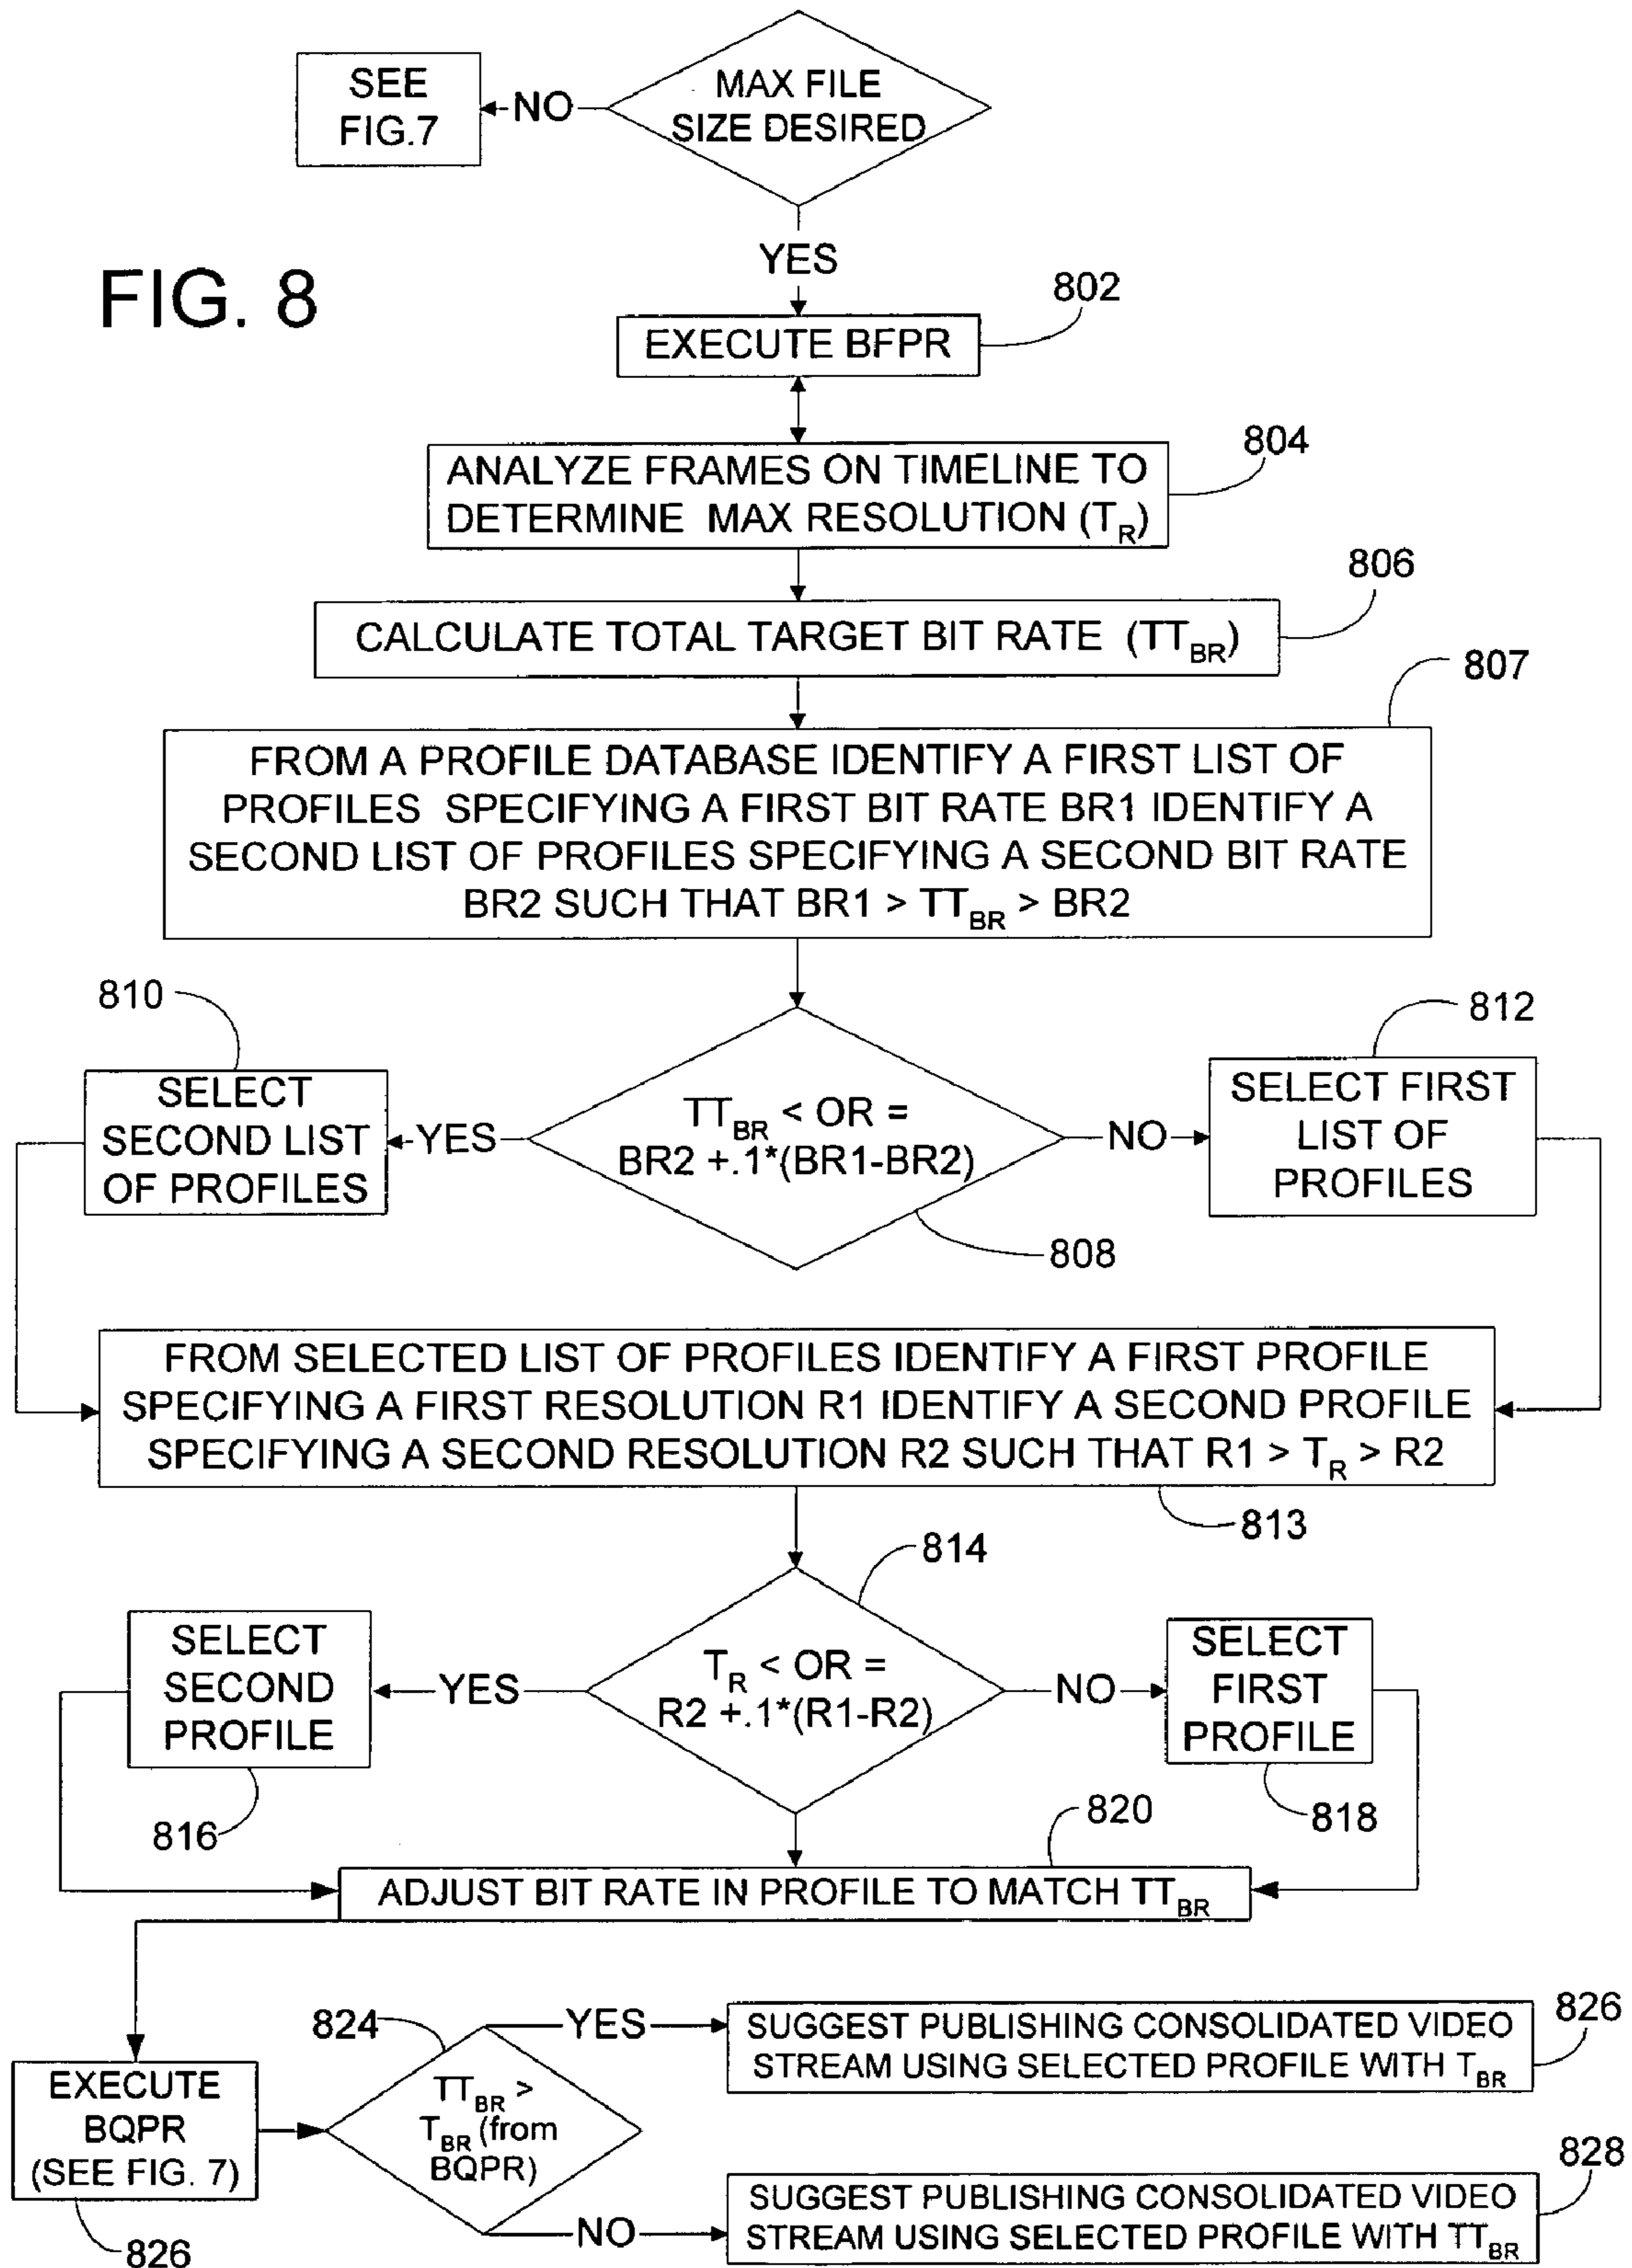 SEE
FIG.7
NO
MAX FILE
SIZE DESIRED
YES
FIG. 8
802
EXECUTE BFPR
804
ANALYZE FRAMES ON TIMELINE TO
DETERMINE MAX RESOLUTION (TR)
806
CALCULATE TOTAL TARGET BIT RATE (TTBR)
807
FROM A PROFILE DATABASE IDENTIFY A FIRST LIST OF
PROFILES SPECIFYING A FIRST BIT RATE BR1 IDENTIFY A
SECOND LIST OF PROFILES SPECIFYING A SECOND BIT RATE
BR2 SUCH THAT BR1 > TTBR > BR2
810
812
SELECT
SECOND LIST
OF PROFILES
YES
TTBR < OR =
BR2 +.1*(BR1-BR2)
NO
SELECT FIRST
LIST OF
PROFILES
808
FROM SELECTED LIST OF PROFILES IDENTIFY A FIRST PROFILE
SPECIFYING A FIRST RESOLUTION R1 IDENTIFY A SECOND PROFILE
SPECIFYING A SECOND RESOLUTION R2 SUCH THAT R1 > TR > R2
813
814
SELECT
SECOND
PROFILE
YES
TR < OR =
R2 +.1*(R1-R2)
NO
SELECT
FIRST
PROFILE
816
820
818
ADJUST BIT RATE IN PROFILE TO MATCH TTBR
824
YES
SUGGEST PUBLISHING CONSOLIDATED VIDEO
STREAM USING SELECTED PROFILE WITH TBR
826
EXECUTE
BQPR
(SEE FIG. 7)
TTBR >
TBR (from
BQPR)
826
NO
SUGGEST PUBLISHING CONSOLIDATED VIDEO
STREAM USING SELECTED PROFILE WITH TTBR
828